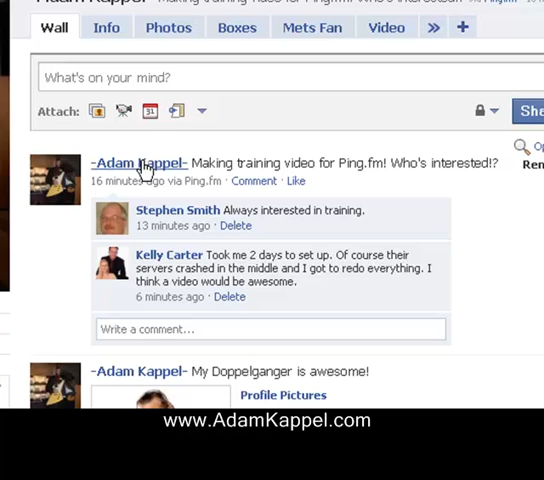 Wall Info Photos Boxes Mets Fan Video » +
What's on your mind?
Attach:
-Adam Kappel- Making training video for Ping.fm! Who's interested!?
16 minutes ago via Ping.fm · Comment · Like
Stephen Smith Always interested in training.
13 minutes ago · Delete
Kelly Carter Took me 2 days to set up. Of course their
servers crashed in the middle and I got to redo everything. I
think a video would be awesome.
6 minutes ago · Delete
Write a comment...
-Adam Kappel- My Doppelganger is awesome!
Profile Pictures
www.AdamKappel.com